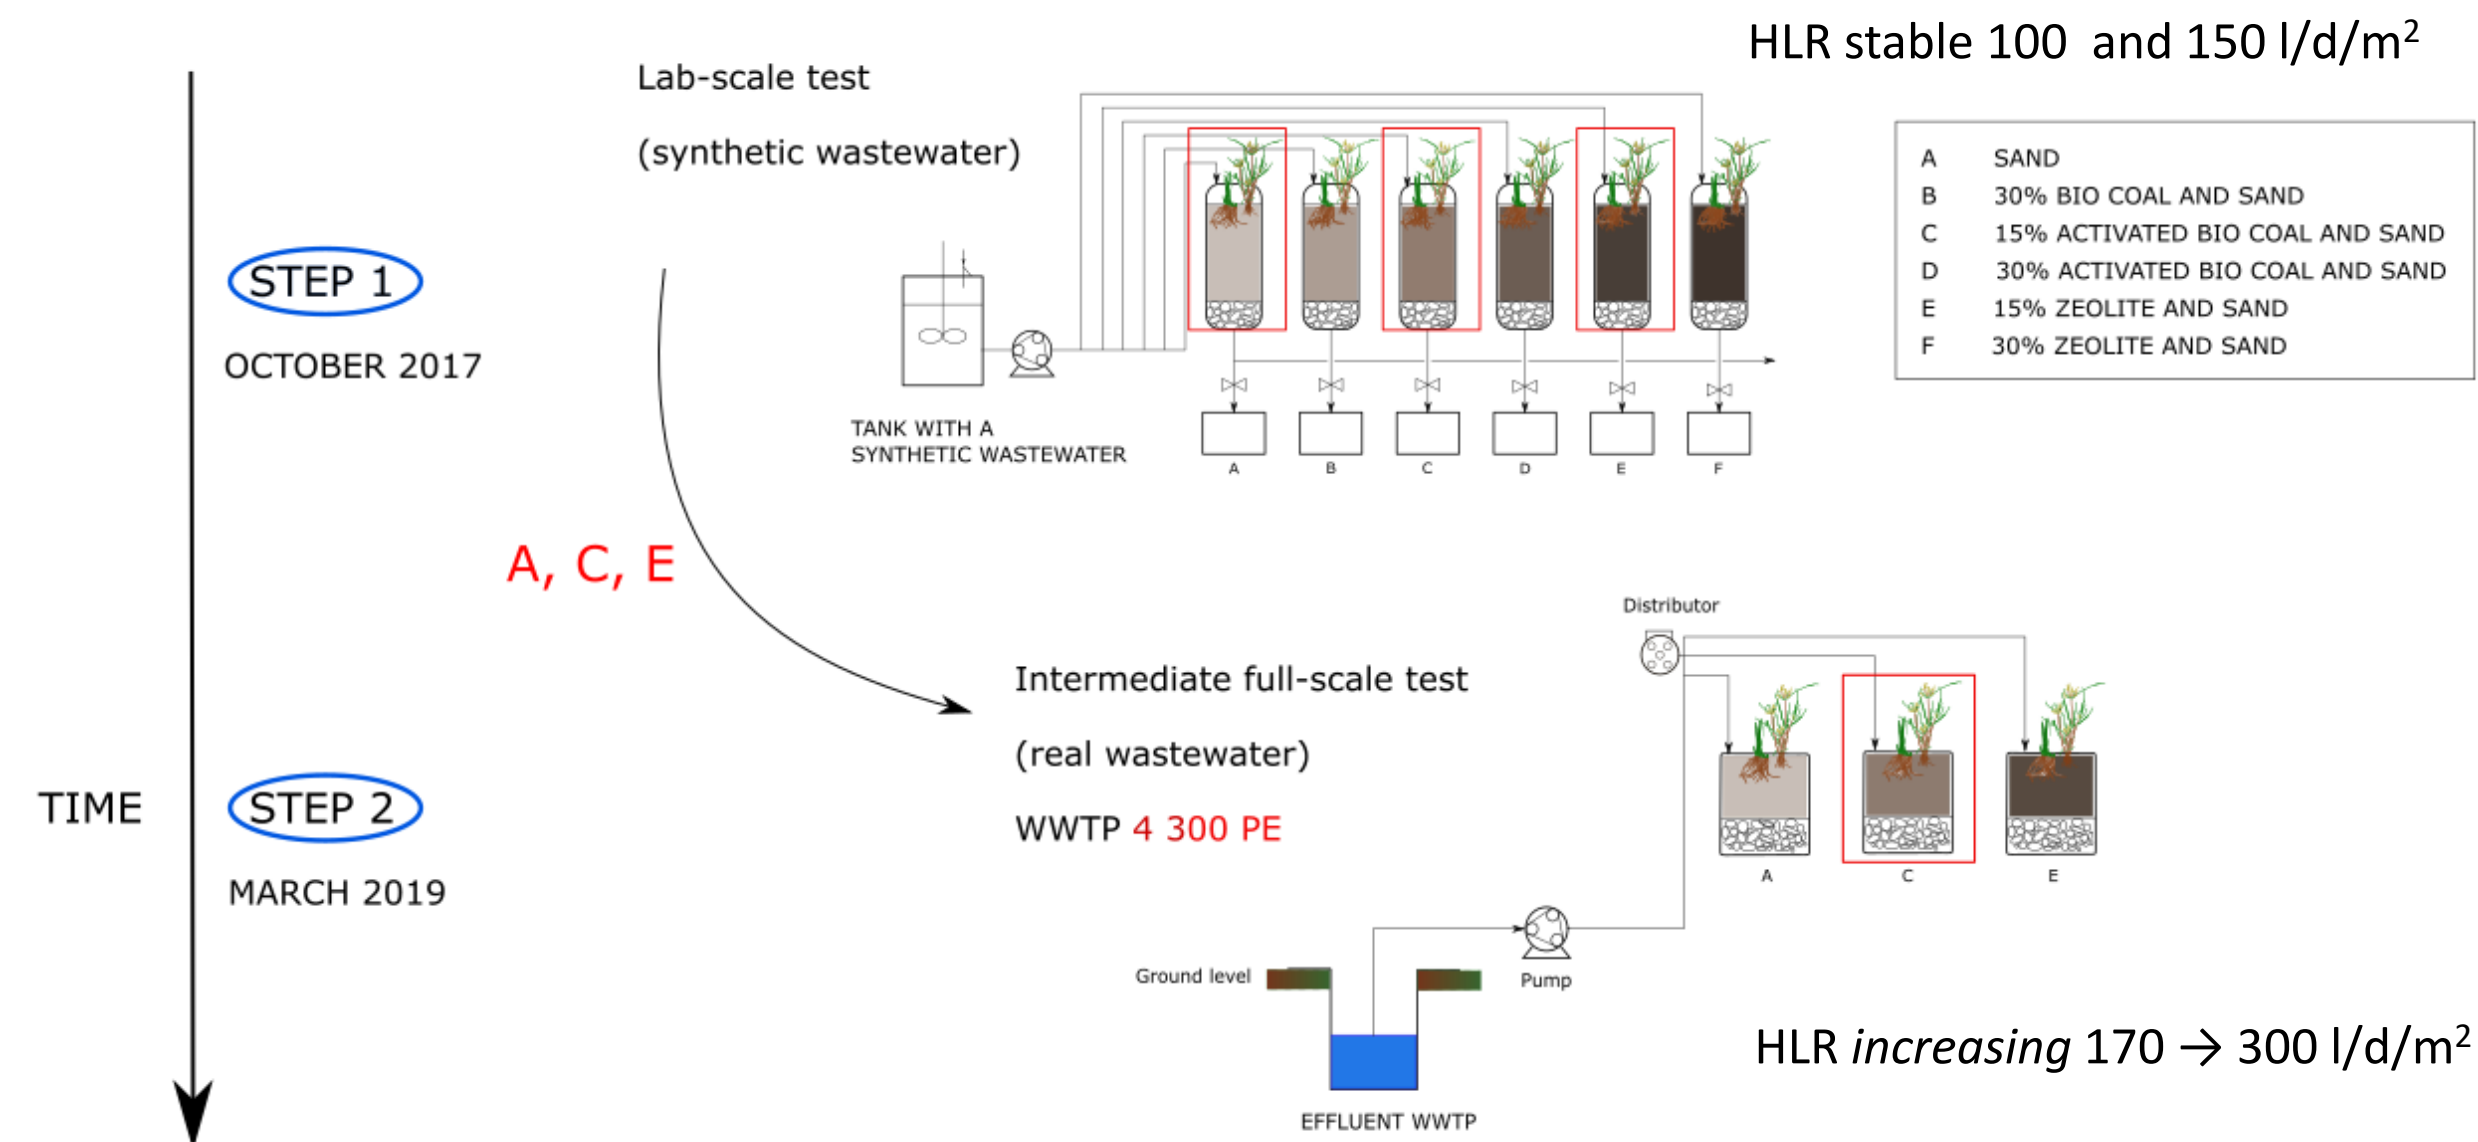 HLR stable 100 and 150 l/d/m²
Lab-scale test
(synthetic wastewater)
A SAND
B 30% BIO COAL AND SAND
C 15% ACTIVATED BIO COAL AND SAND
D 30% ACTIVATED BIO COAL AND SAND
E 15% ZEOLITE AND SAND
F 30% ZEOLITE AND SAND
STEP 1
OCTOBER 2017
TANK WITH A
SYNTHETIC WASTEWATER
A B C D E F
A, C, E
Distributor
Intermediate full-scale test
(real wastewater)
WWTP 4 300 PE
TIME
STEP 2
MARCH 2019
A C E
Ground level
Pump
HLR increasing 170 → 300 l/d/m²
EFFLUENT WWTP